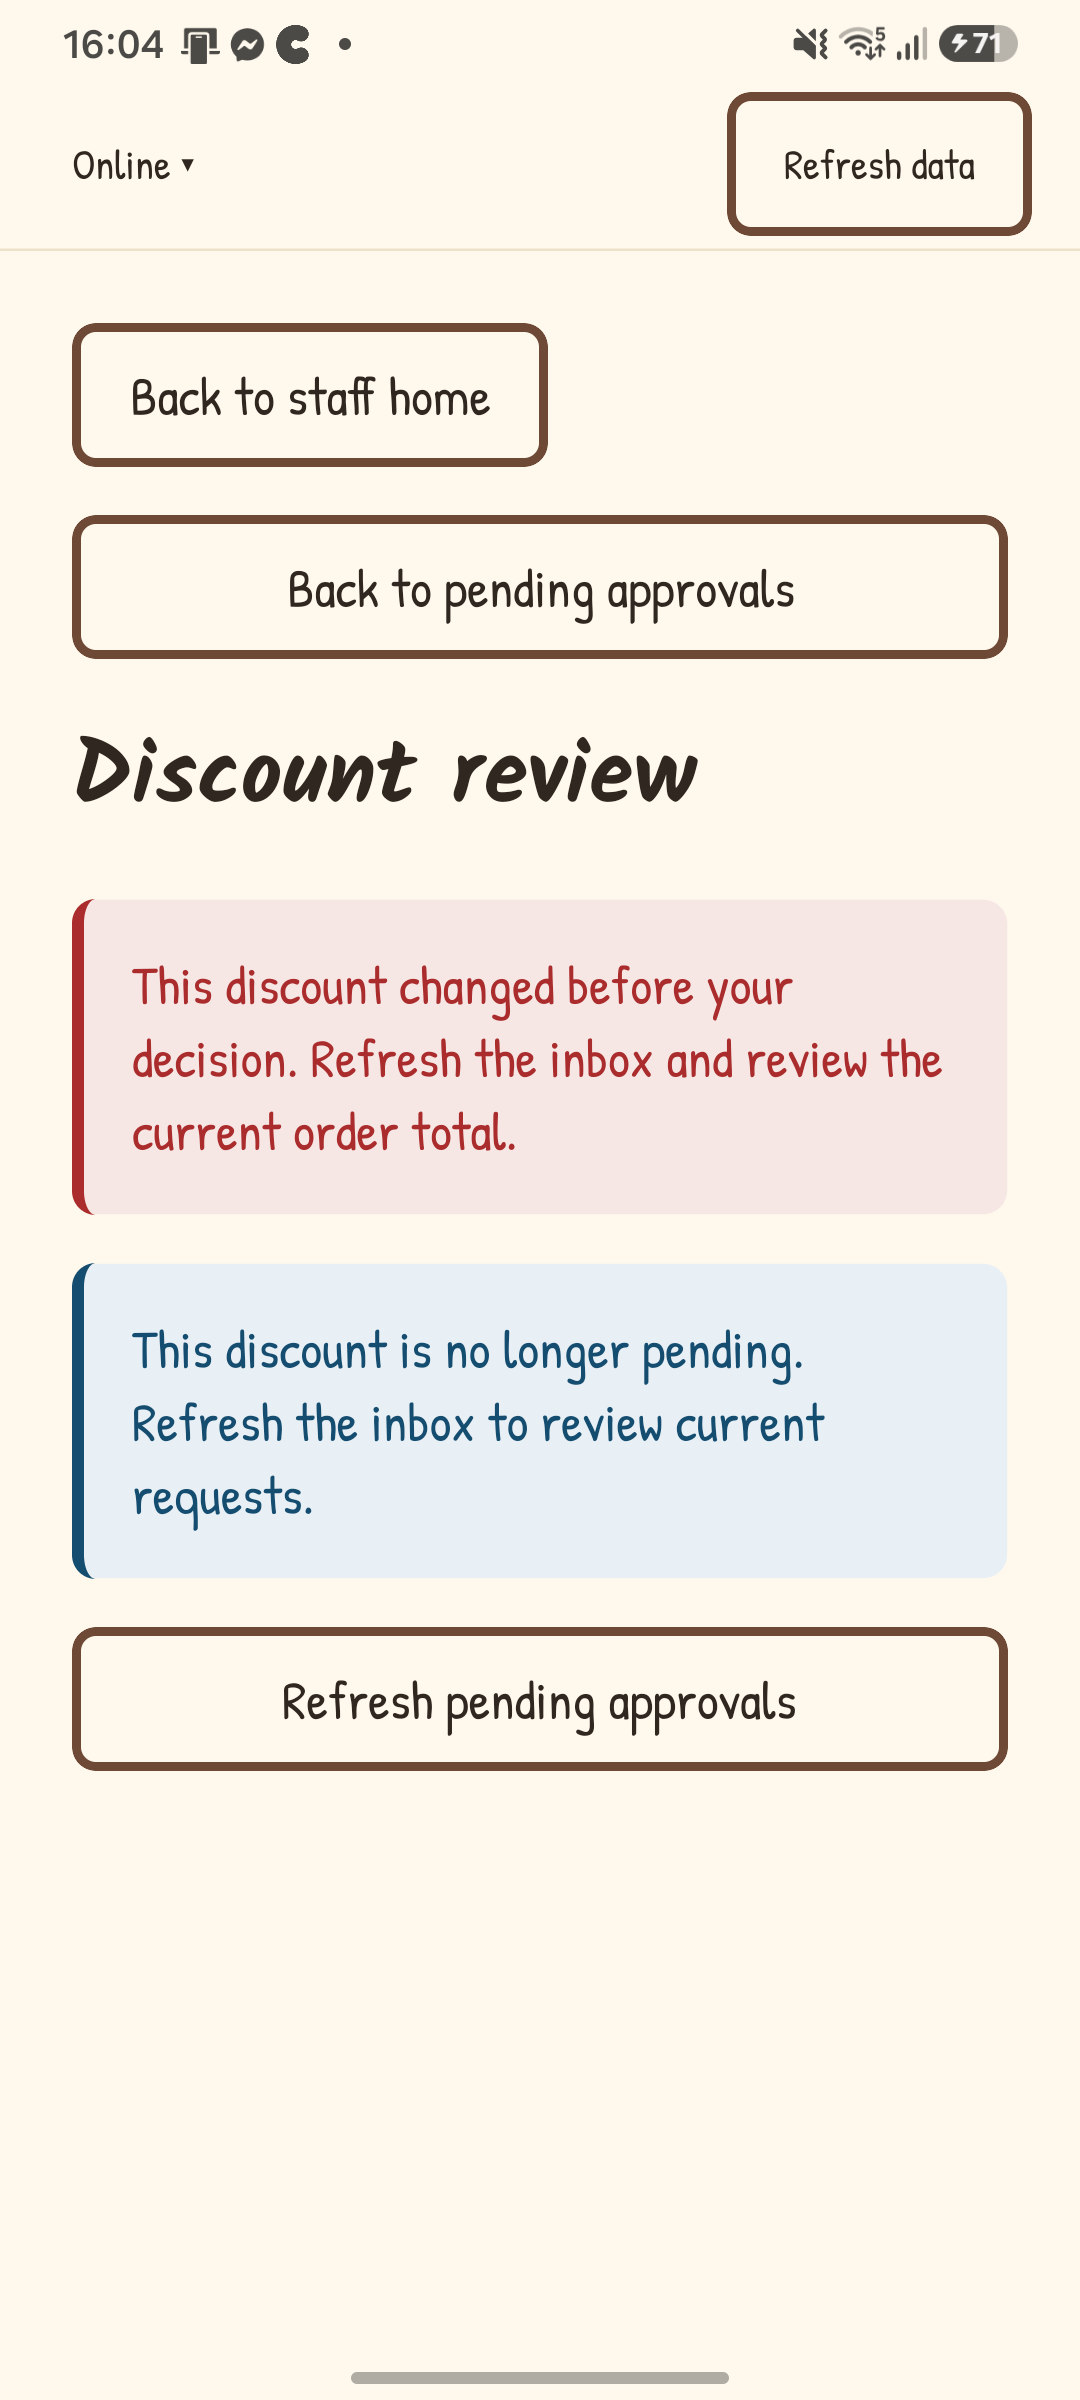 16:04
5
71
Online ▾
Refresh data
Back to staff home
Back to pending approvals
Discount review
This discount changed before your
decision. Refresh the inbox and review the
current order total.
This discount is no longer pending.
Refresh the inbox to review current
requests.
Refresh pending approvals